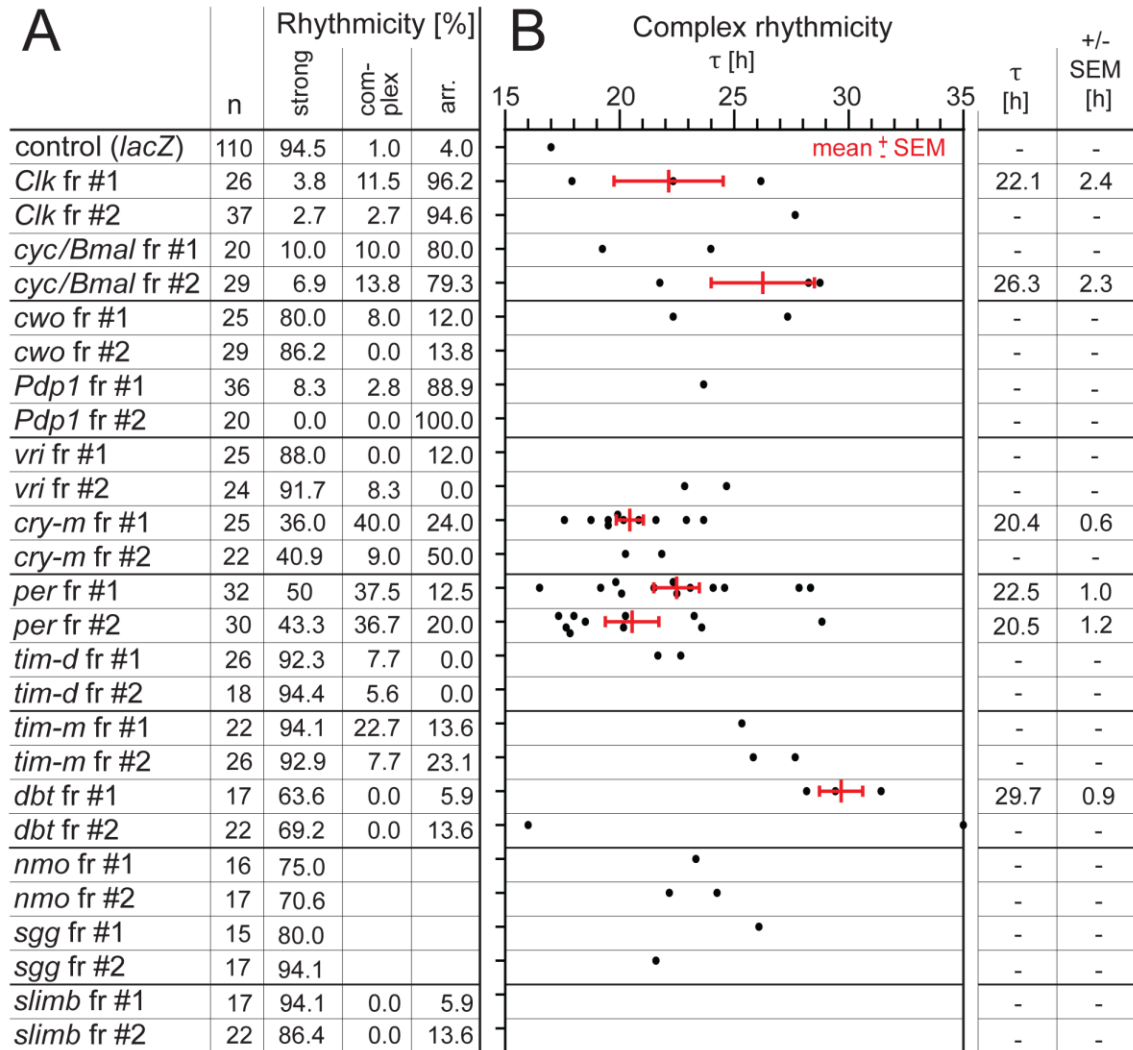 A B
Rhythmicity [%] Complex rhythmicity
n strong com-plex arr. τ [h] τ [h] +/- SEM [h]
15 20 25 30 35
mean ± SEM
control (lacZ) 110 94.5 1.0 4.0 - -
Clk fr #1 26 3.8 11.5 96.2 22.1 2.4
Clk fr #2 37 2.7 2.7 94.6 - -
cyc/Bmal fr #1 20 10.0 10.0 80.0 - -
cyc/Bmal fr #2 29 6.9 13.8 79.3 26.3 2.3
cwo fr #1 25 80.0 8.0 12.0 - -
cwo fr #2 29 86.2 0.0 13.8 - -
Pdp1 fr #1 36 8.3 2.8 88.9 - -
Pdp1 fr #2 20 0.0 0.0 100.0 - -
vri fr #1 25 88.0 0.0 12.0 - -
vri fr #2 24 91.7 8.3 0.0 - -
cry-m fr #1 25 36.0 40.0 24.0 20.4 0.6
cry-m fr #2 22 40.9 9.0 50.0 - -
per fr #1 32 50 37.5 12.5 22.5 1.0
per fr #2 30 43.3 36.7 20.0 20.5 1.2
tim-d fr #1 26 92.3 7.7 0.0 - -
tim-d fr #2 18 94.4 5.6 0.0 - -
tim-m fr #1 22 94.1 22.7 13.6 - -
tim-m fr #2 26 92.9 7.7 23.1 - -
dbt fr #1 17 63.6 0.0 5.9 29.7 0.9
dbt fr #2 22 69.2 0.0 13.6 - -
nmo fr #1 16 75.0 - -
nmo fr #2 17 70.6 - -
sgg fr #1 15 80.0 - -
sgg fr #2 17 94.1 - -
slimb fr #1 17 94.1 0.0 5.9 - -
slimb fr #2 22 86.4 0.0 13.6 - -